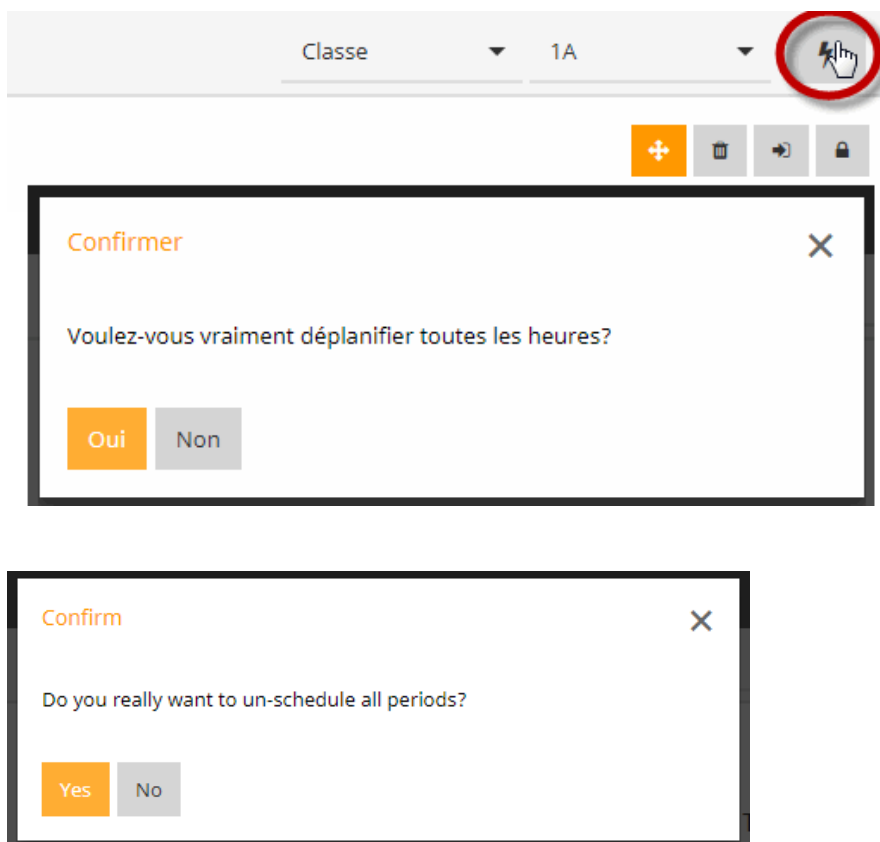 Classe 1A
Confirmer
Voulez-vous vraiment déplanifier toutes les heures?
Oui Non
Confirm
Do you really want to un-schedule all periods?
Yes No